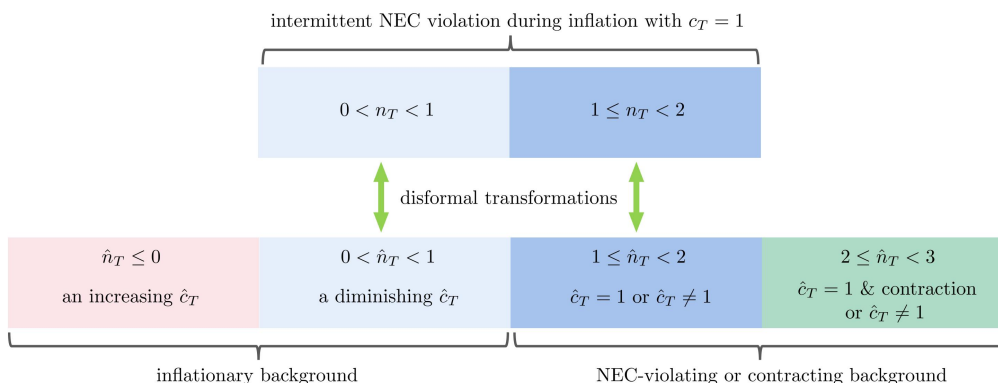 intermittent NEC violation during inflation with c_T = 1
0 < n_T < 1
1 ≤ n_T < 2
disformal transformations
n̂_T ≤ 0
an increasing ĉ_T
0 < n̂_T < 1
a diminishing ĉ_T
1 ≤ n̂_T < 2
ĉ_T = 1 or ĉ_T ≠ 1
2 ≤ n̂_T < 3
ĉ_T = 1 & contraction
or ĉ_T ≠ 1
inflationary background
NEC-violating or contracting background